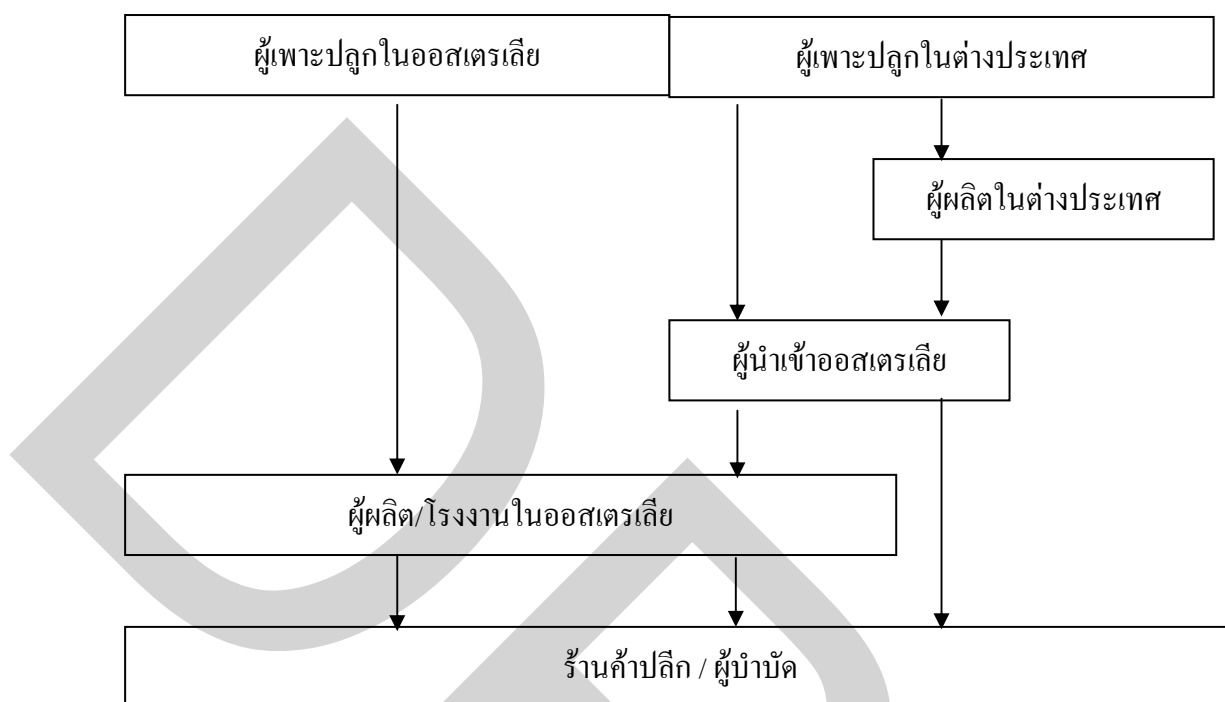 ผู้เพาะปลูกในออสเตรเลีย
ผู้เพาะปลูกในต่างประเทศ
ผู้ผลิตในต่างประเทศ
ผู้นำเข้าออสเตรเลีย
ผู้ผลิต/โรงงานในออสเตรเลีย
ร้านค้าปลีก / ผู้บำบัด